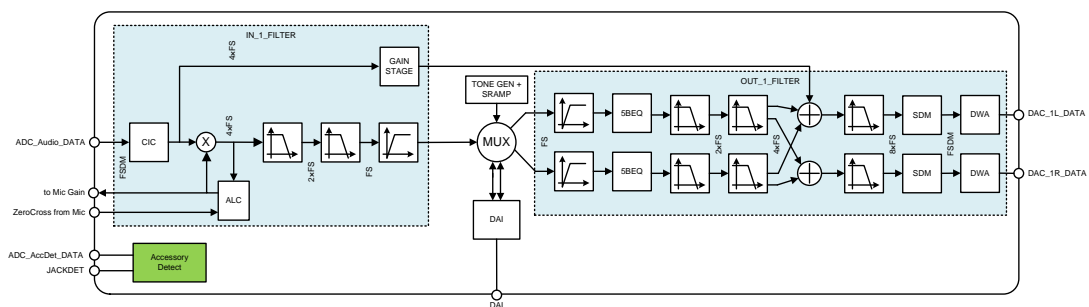 IN_1_FILTER
4xFS
GAIN
STAGE
TONE GEN +
SRAMP
OUT_1_FILTER
ADC_Audio_DATA
FSDM
CIC
X
4xFS
2xFS
FS
MUX
FS
5BEQ
2xFS
4xFS
8xFS
SDM
FSDM
DWA
DAC_1L_DATA
5BEQ
SDM
DWA
DAC_1R_DATA
to Mic Gain
ALC
ZeroCross from Mic
DAI
ADC_AccDet_DATA
JACKDET
Accessory
Detect
DAI